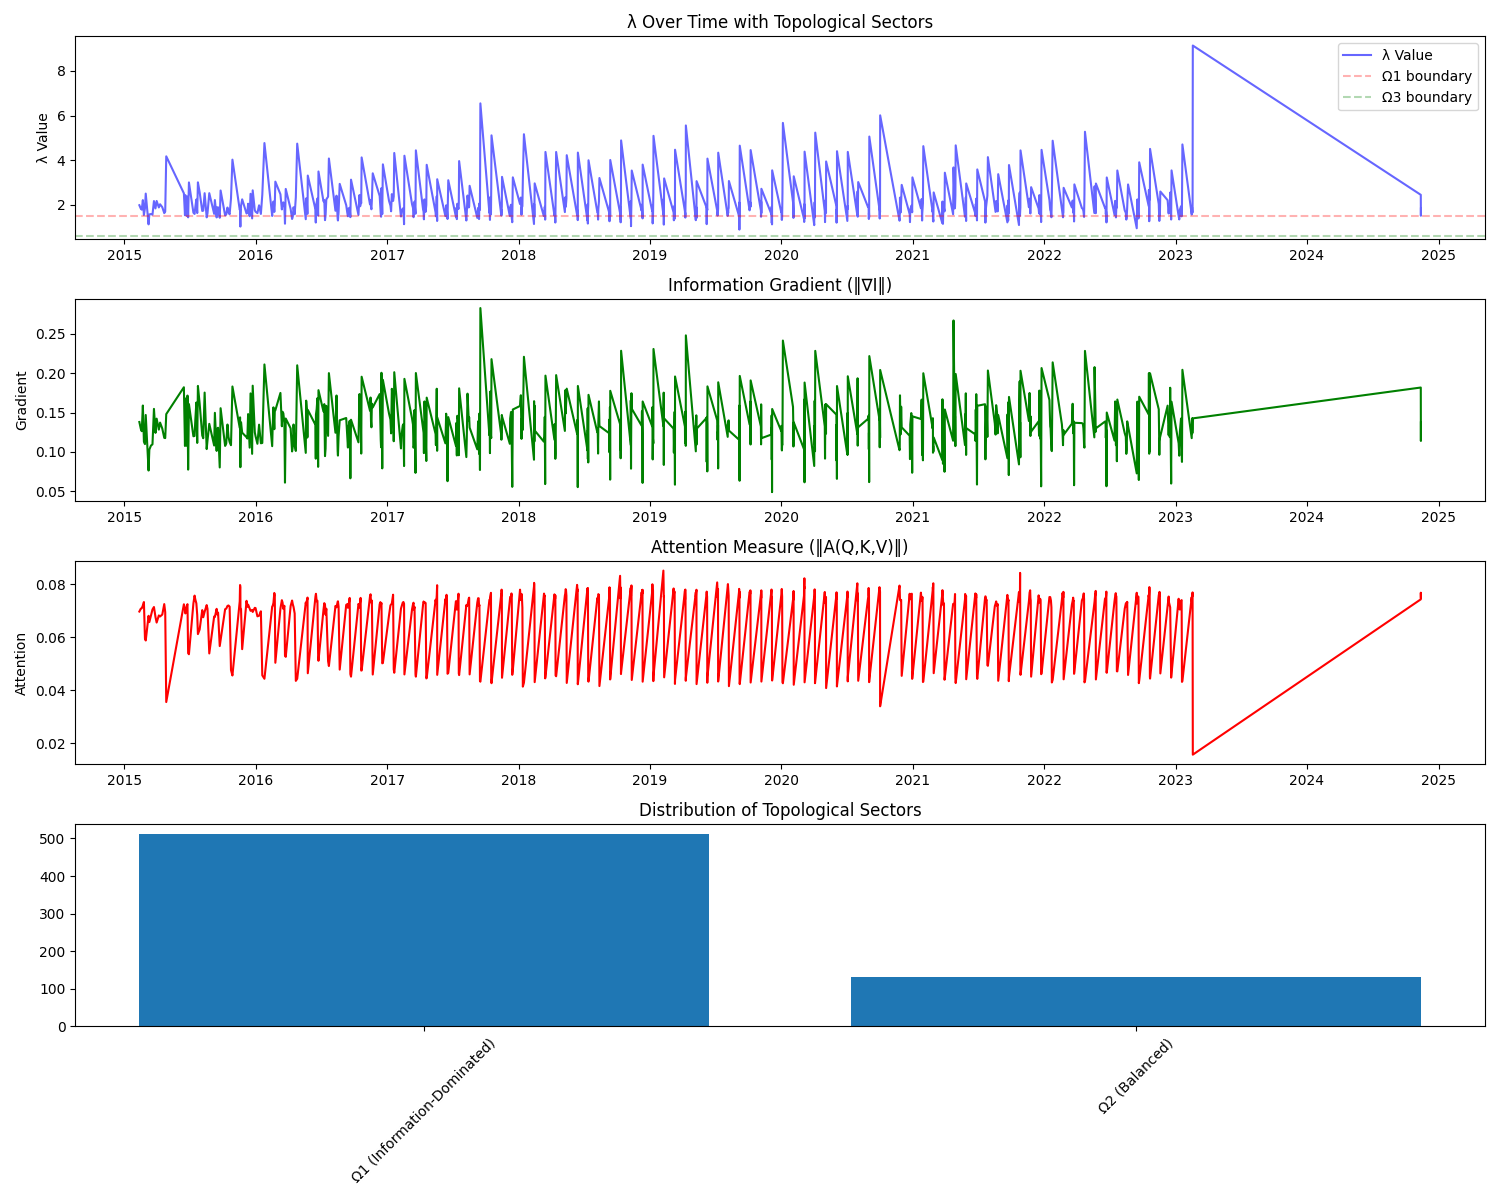 λ Over Time with Topological Sectors
λ Value
8
6
4
2
λ Value
Ω1 boundary
Ω3 boundary
2015 2016 2017 2018 2019 2020 2021 2022 2023 2024 2025
Information Gradient (‖∇I‖)
Gradient
0.25
0.20
0.15
0.10
0.05
2015 2016 2017 2018 2019 2020 2021 2022 2023 2024 2025
Attention Measure (‖A(Q,K,V)‖)
Attention
0.08
0.06
0.04
0.02
2015 2016 2017 2018 2019 2020 2021 2022 2023 2024 2025
Distribution of Topological Sectors
500
400
300
200
100
0
Ω1 (Information-Dominated)
Ω2 (Balanced)